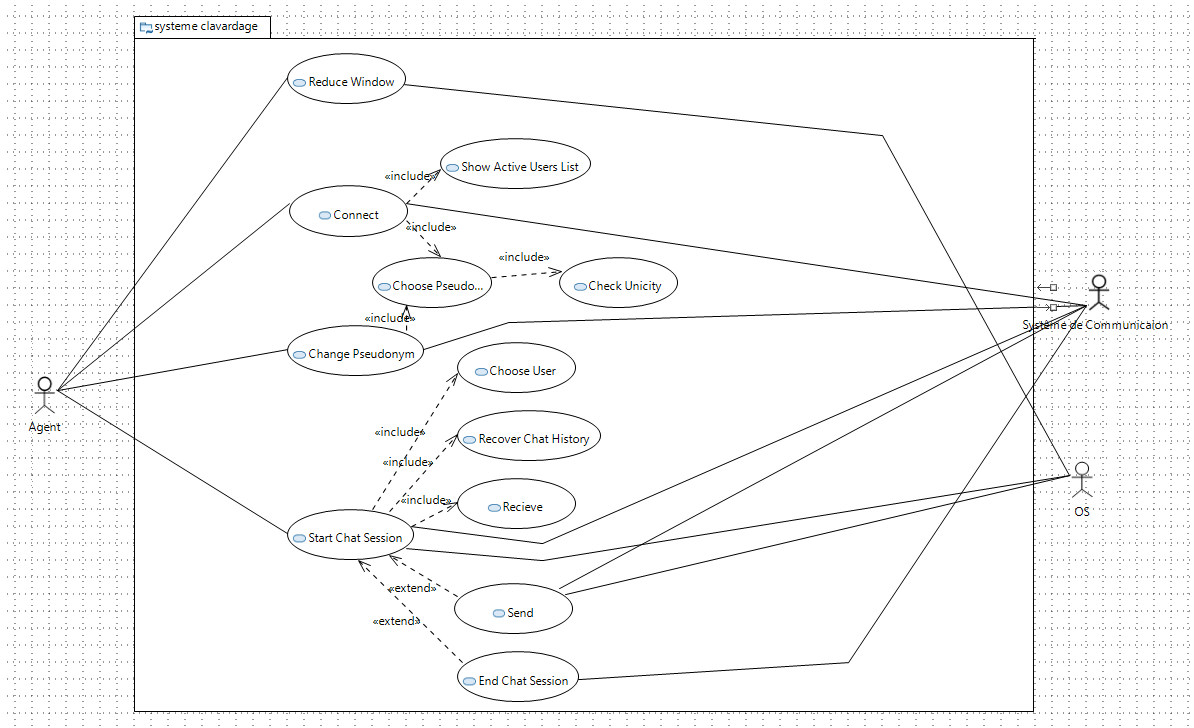 systeme clavardage
Reduce Window
Show Active Users List
«include»
Connect
«include»
«include»
Choose Pseudo...
Check Unicity
«include»
Système de Communicaion
Change Pseudonym
Choose User
Agent
«include»
Recover Chat History
«include»
«include»
Recieve
OS
Start Chat Session
«extend»
Send
«extend»
End Chat Session